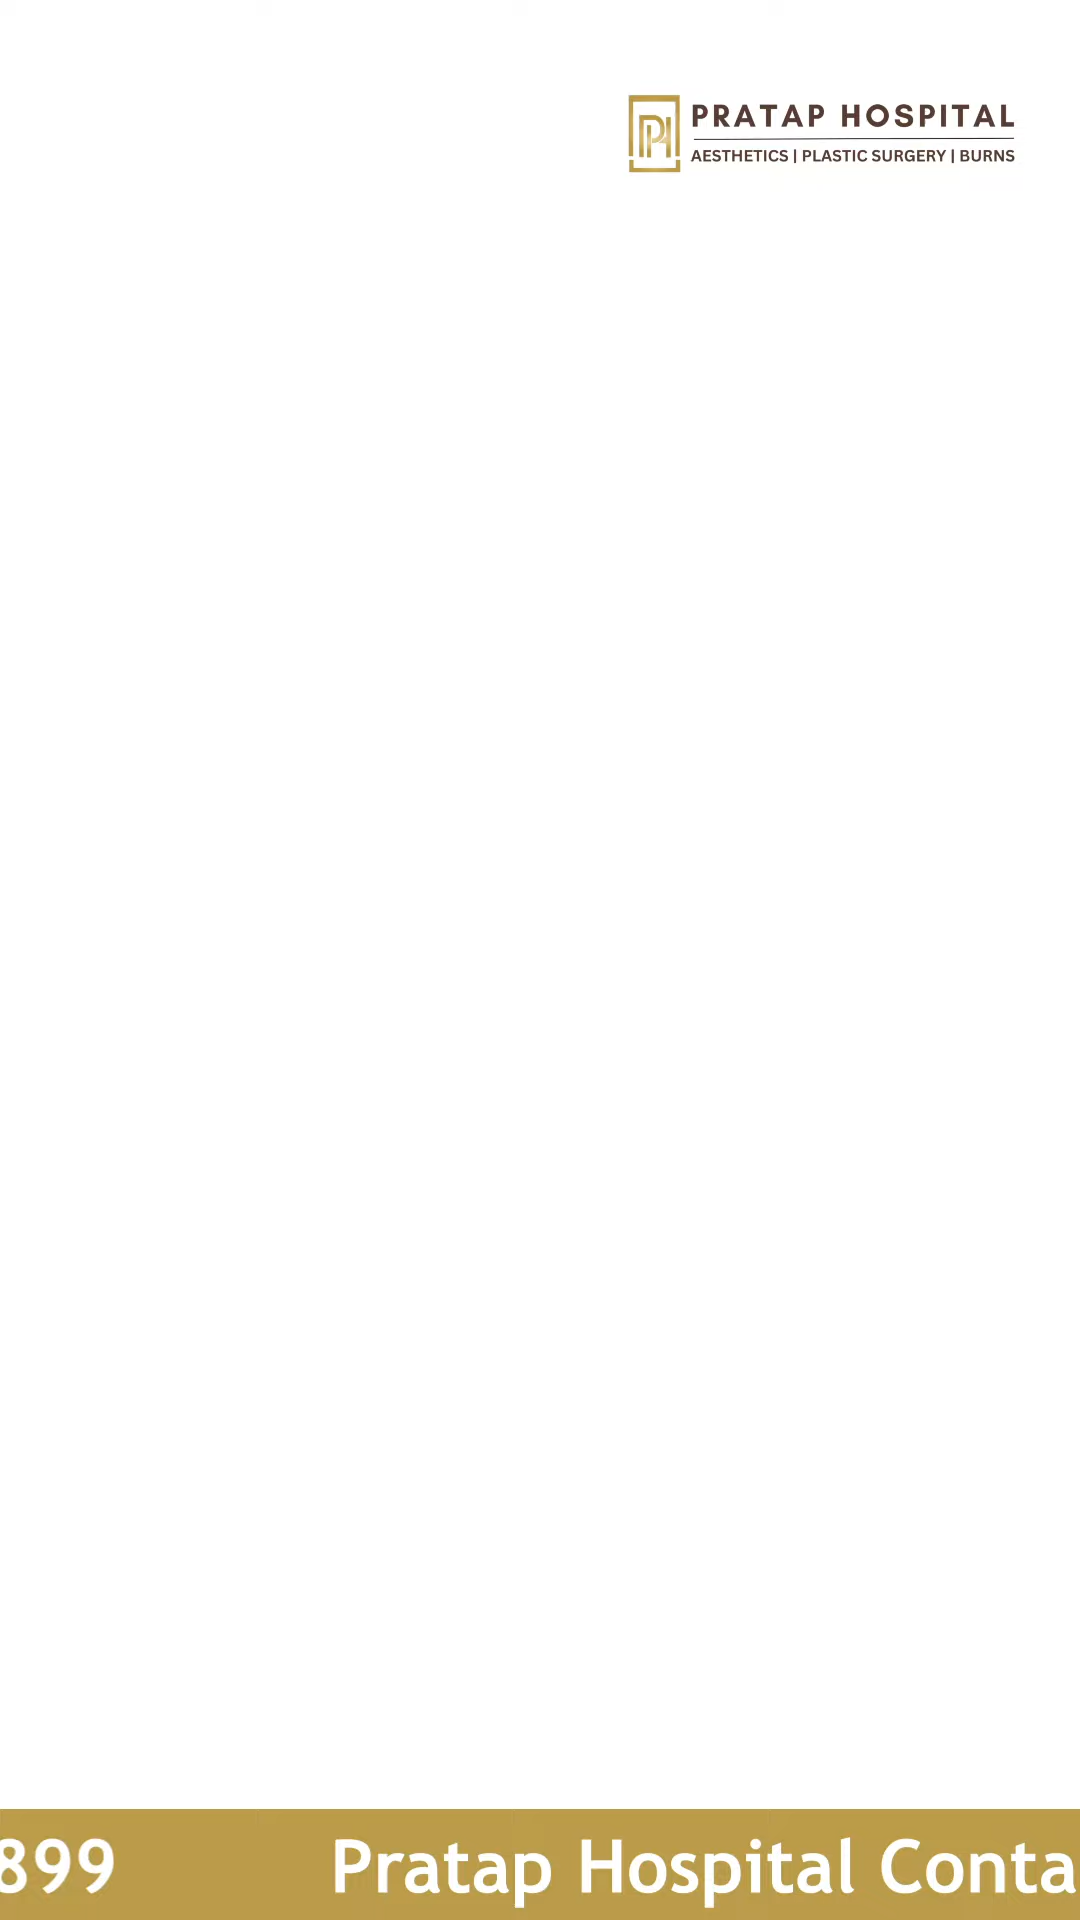 PRATAP HOSPITAL
AESTHETICS | PLASTIC SURGERY | BURNS
899 Pratap Hospital Conta